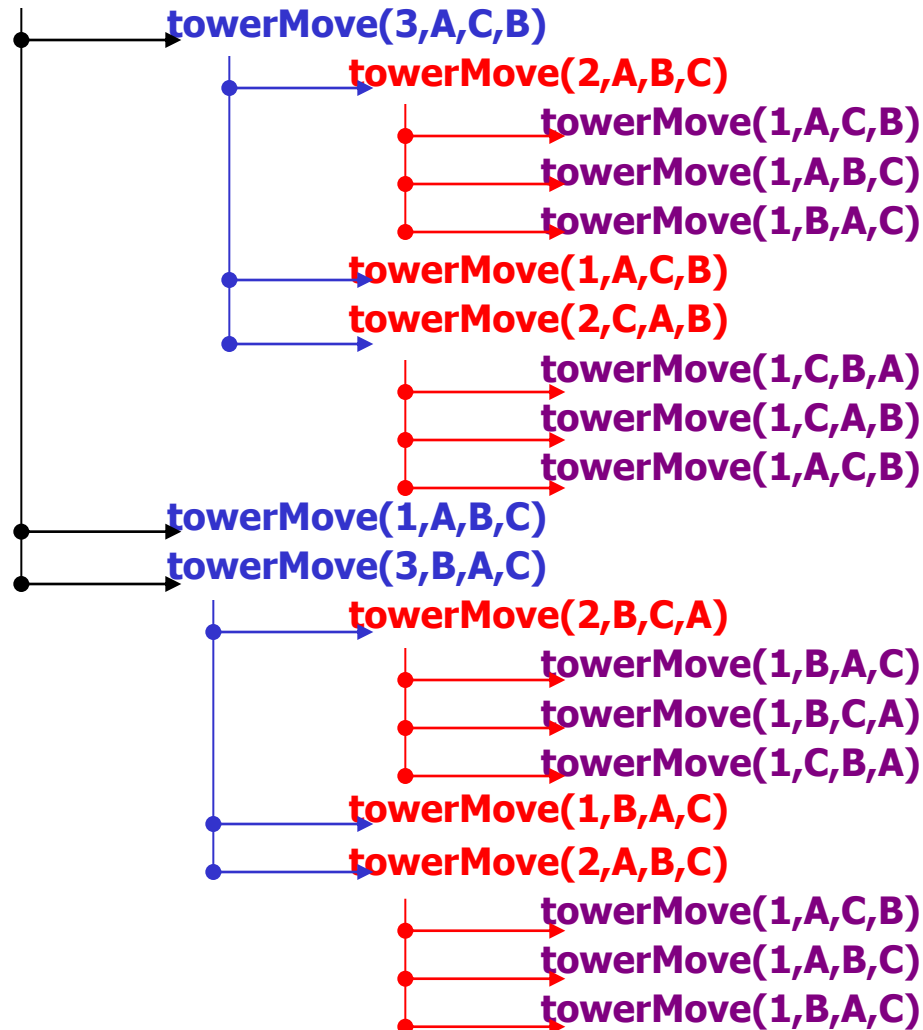 towerMove(3,A,C,B)
towerMove(2,A,B,C)
towerMove(1,A,C,B)
towerMove(1,A,B,C)
towerMove(1,B,A,C)
towerMove(1,A,C,B)
towerMove(2,C,A,B)
towerMove(1,C,B,A)
towerMove(1,C,A,B)
towerMove(1,A,C,B)
towerMove(1,A,B,C)
towerMove(3,B,A,C)
towerMove(2,B,C,A)
towerMove(1,B,A,C)
towerMove(1,B,C,A)
towerMove(1,C,B,A)
towerMove(1,B,A,C)
towerMove(2,A,B,C)
towerMove(1,A,C,B)
towerMove(1,A,B,C)
towerMove(1,B,A,C)